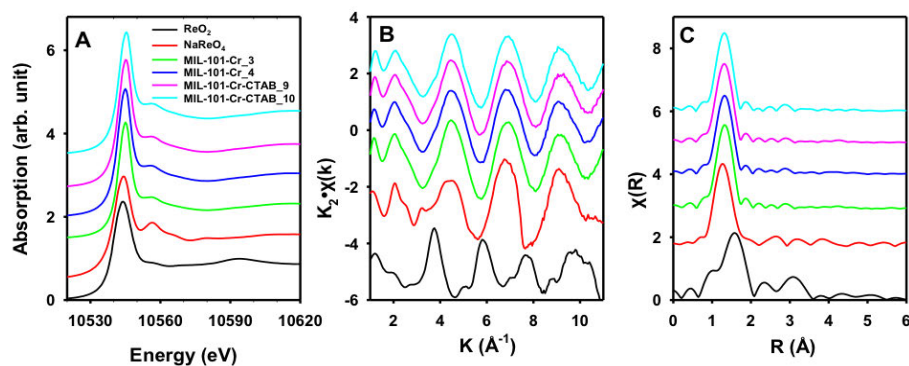 A
ReO₂
NaReO₄
MIL-101-Cr_3
MIL-101-Cr_4
MIL-101-Cr-CTAB_9
MIL-101-Cr-CTAB_10
Absorption (arb. unit)
6
4
2
0
10530 10560 10590 10620
Energy (eV)
B
K₂•χ(k)
4
2
0
-2
-4
-6
2 4 6 8 10
K (Å⁻¹)
C
χ(R)
8
6
4
2
0
0 1 2 3 4 5 6
R (Å)